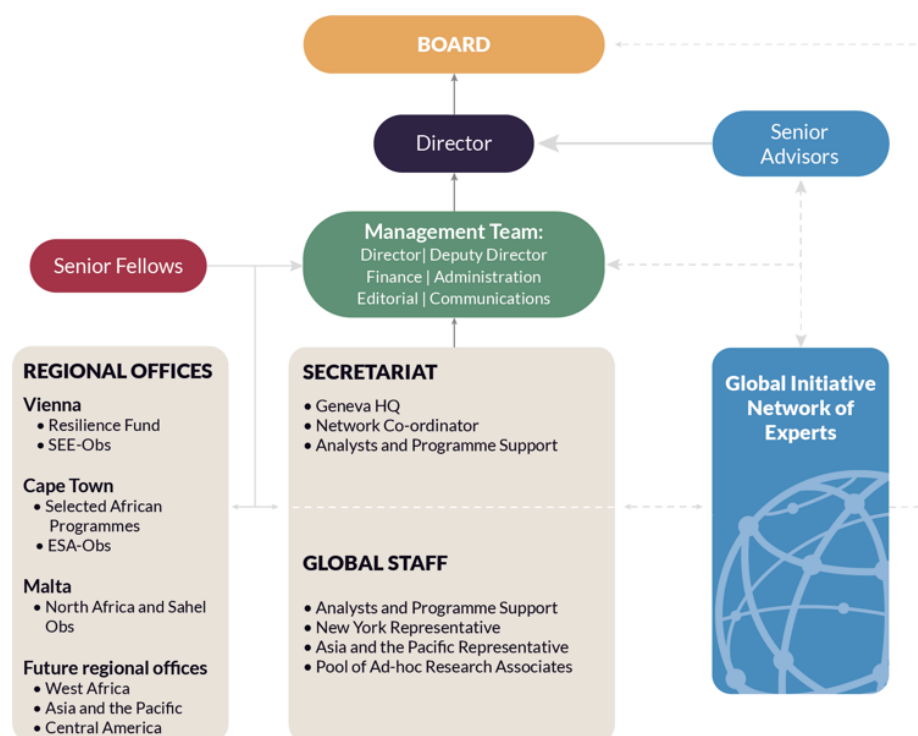 BOARD
Director
Senior
Advisors
Management Team:
Director| Deputy Director
Finance | Administration
Editorial | Communications
Senior Fellows
REGIONAL OFFICES
Vienna
• Resilience Fund
• SEE-Obs
Cape Town
• Selected African
Programmes
• ESA-Obs
Malta
• North Africa and Sahel
Obs
Future regional offices
• West Africa
• Asia and the Pacific
• Central America
SECRETARIAT
• Geneva HQ
• Network Co-ordinator
• Analysts and Programme Support
GLOBAL STAFF
• Analysts and Programme Support
• New York Representative
• Asia and the Pacific Representative
• Pool of Ad-hoc Research Associates
Global Initiative
Network of
Experts